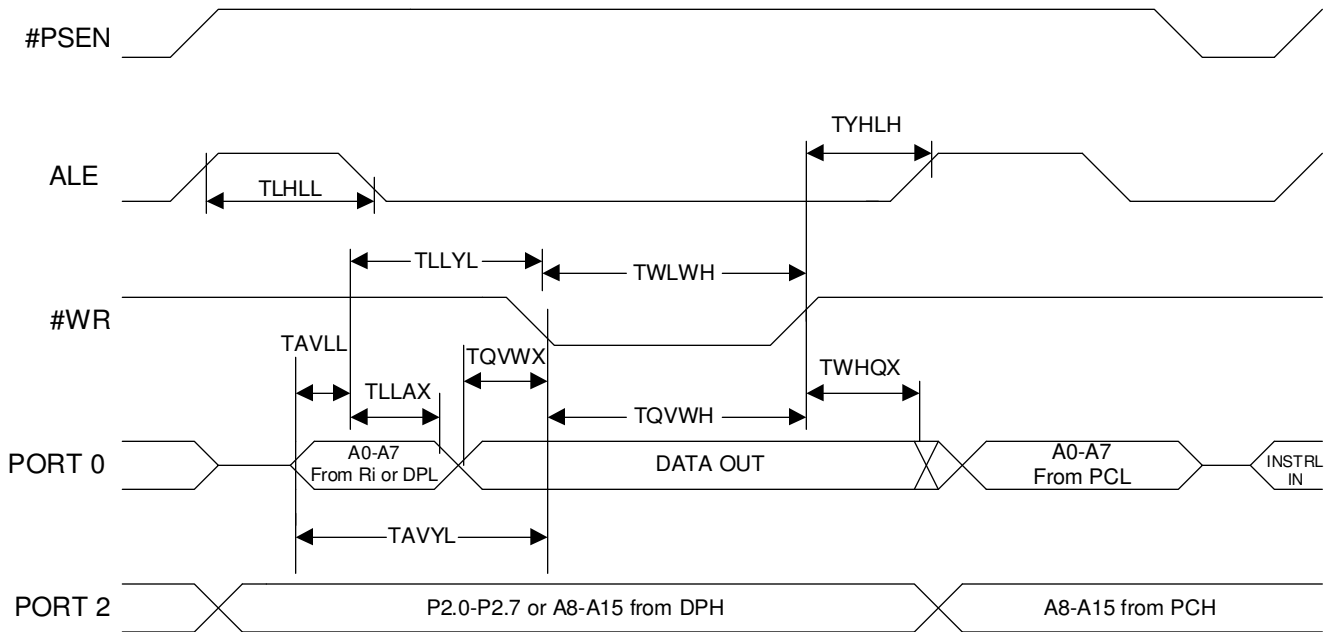 #PSEN
TYHLH
ALE
TLHLL
TLLYL
TWLWH
#WR
TAVLL
TQVWX
TWHQX
TLLAX
TQVWH
PORT 0
A0-A7
From Ri or DPL
DATA OUT
A0-A7
From PCL
INSTRL
IN
TAVYL
PORT 2
P2.0-P2.7 or A8-A15 from DPH
A8-A15 from PCH